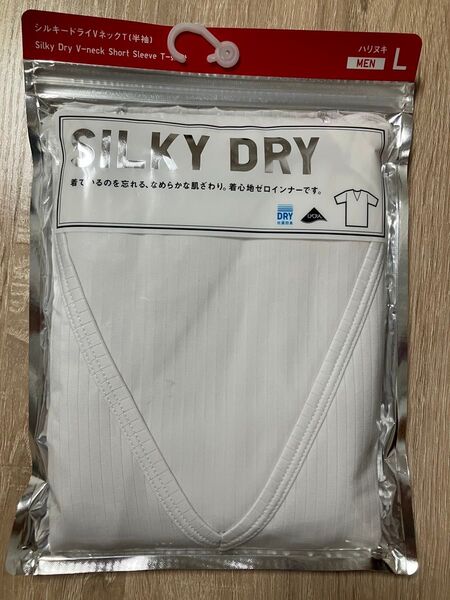 シルキードライVネックT(半袖)
Silky Dry V-neck Short Sleeve T-
ハリヌキ
MEN L
SILKY DRY
着ているのを忘れる、なめらかな肌ざわり。着心地ゼロインナーです。
DRY
LYCRA